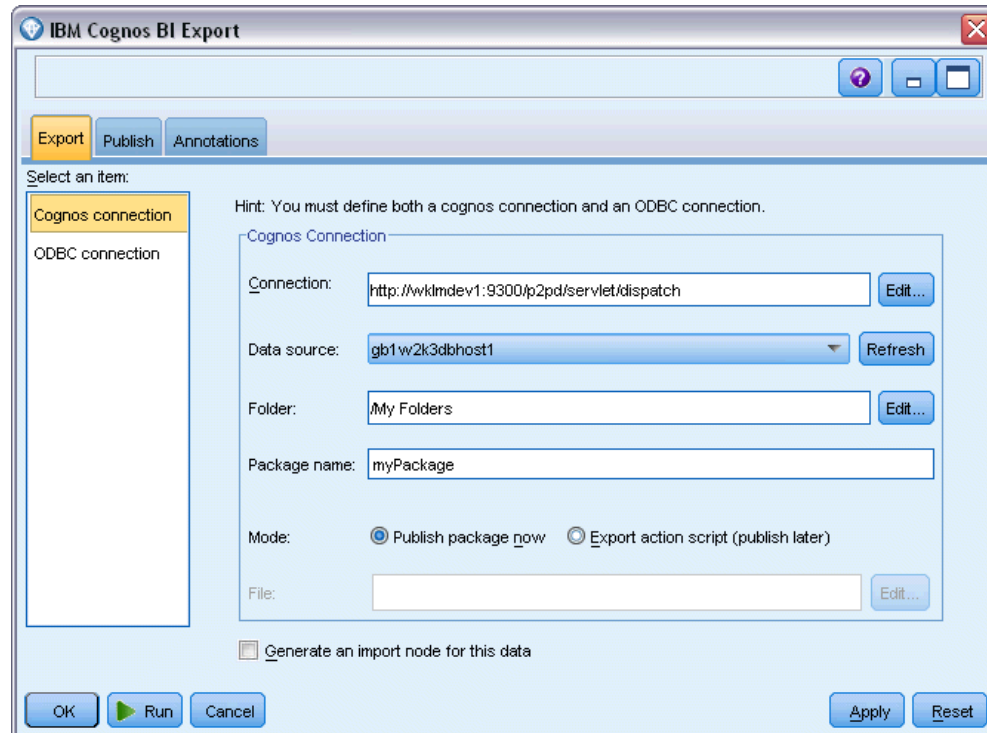 IBM Cognos BI Export
Export Publish Annotations
Select an item:
Cognos connection
ODBC connection
Hint: You must define both a cognos connection and an ODBC connection.
Cognos Connection
Connection: http://wklmdev1:9300/p2pd/servlet/dispatch Edit...
Data source: gb1w2k3dbhost1 Refresh
Folder: /My Folders Edit...
Package name: myPackage
Mode: Publish package now Export action script (publish later)
File: Edit...
Generate an import node for this data
OK Run Cancel Apply Reset